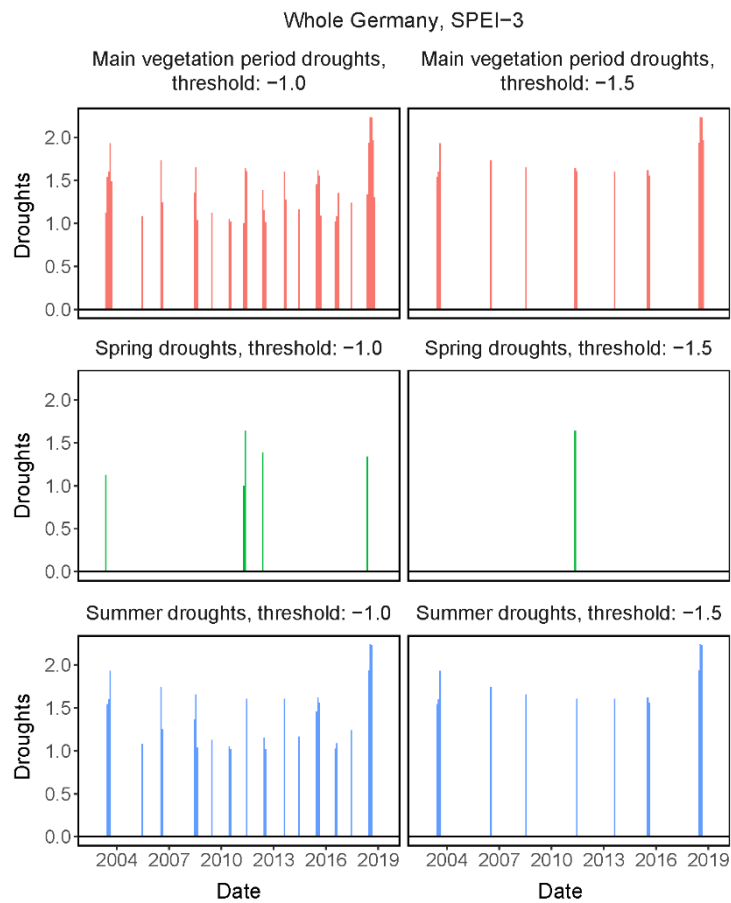 Whole Germany, SPEI−3
Main vegetation period droughts,
threshold: −1.0
Main vegetation period droughts,
threshold: −1.5
Droughts
2.0
1.5
1.0
0.5
0.0
Spring droughts, threshold: −1.0
Spring droughts, threshold: −1.5
Droughts
2.0
1.5
1.0
0.5
0.0
Summer droughts, threshold: −1.0
Summer droughts, threshold: −1.5
Droughts
2.0
1.5
1.0
0.5
0.0
2004 2007 2010 2013 2016 2019
2004 2007 2010 2013 2016 2019
Date
Date